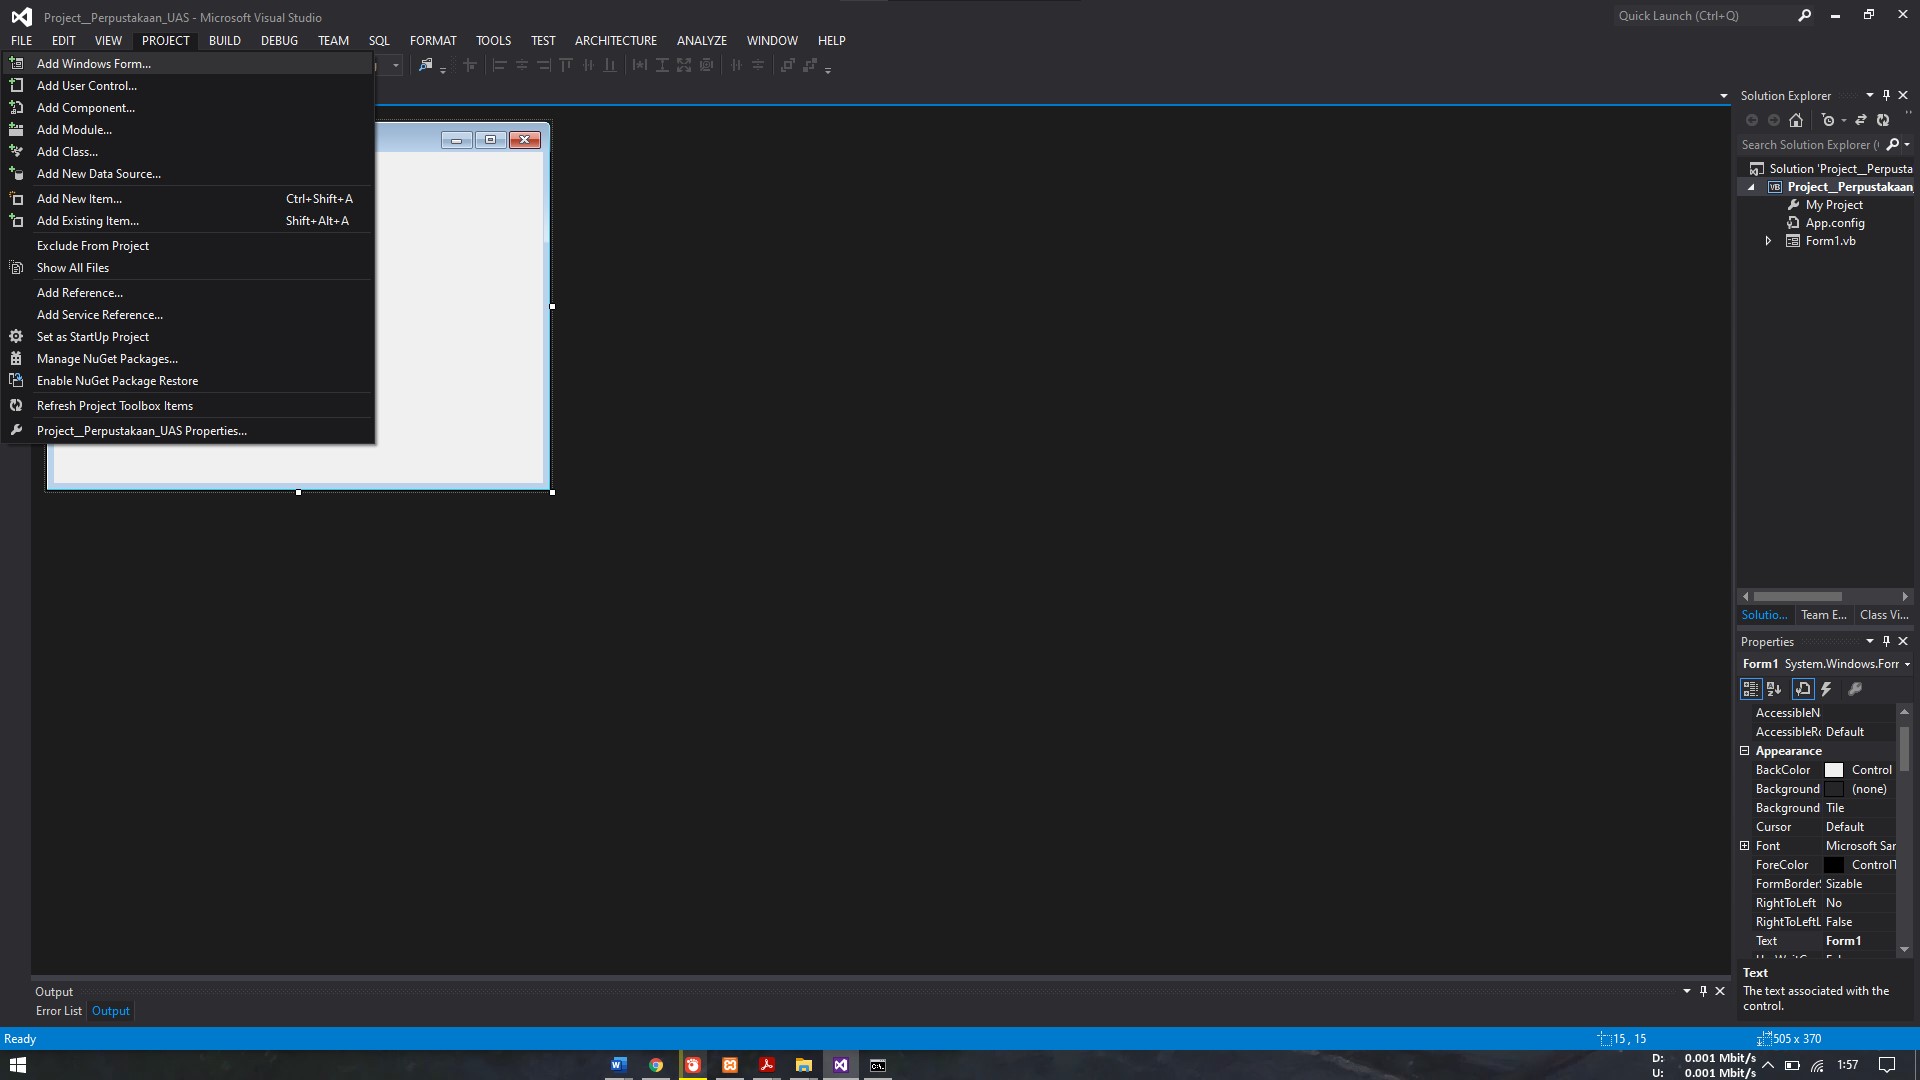 Project__Perpustakaan_UAS - Microsoft Visual Studio
Quick Launch (Ctrl+Q)
FILE EDIT VIEW PROJECT BUILD DEBUG TEAM SQL FORMAT TOOLS TEST ARCHITECTURE ANALYZE WINDOW HELP
Add Windows Form...
Add User Control...
Add Component...
Add Module...
Add Class...
Add New Data Source...
Add New Item... Ctrl+Shift+A
Add Existing Item... Shift+Alt+A
Exclude From Project
Show All Files
Add Reference...
Add Service Reference...
Set as StartUp Project
Manage NuGet Packages...
Enable NuGet Package Restore
Refresh Project Toolbox Items
Project__Perpustakaan_UAS Properties...
Solution Explorer
Search Solution Explorer (
Solution 'Project__Perpusta
VB Project__Perpustakaan_
My Project
App.config
Form1.vb
Solutio... Team E... Class Vi...
Properties
Form1 System.Windows.Forr
AccessibleN
AccessibleRo Default
Appearance
BackColor Control
Background (none)
Background Tile
Cursor Default
Font Microsoft San
ForeColor ControlT
FormBorderS Sizable
RightToLeft No
RightToLeftL False
Text Form1
Text
The text associated with the
control.
Output
Error List Output
Ready
15 , 15
505 x 370
D: 0.001 Mbit/s
U: 0.001 Mbit/s
1:57